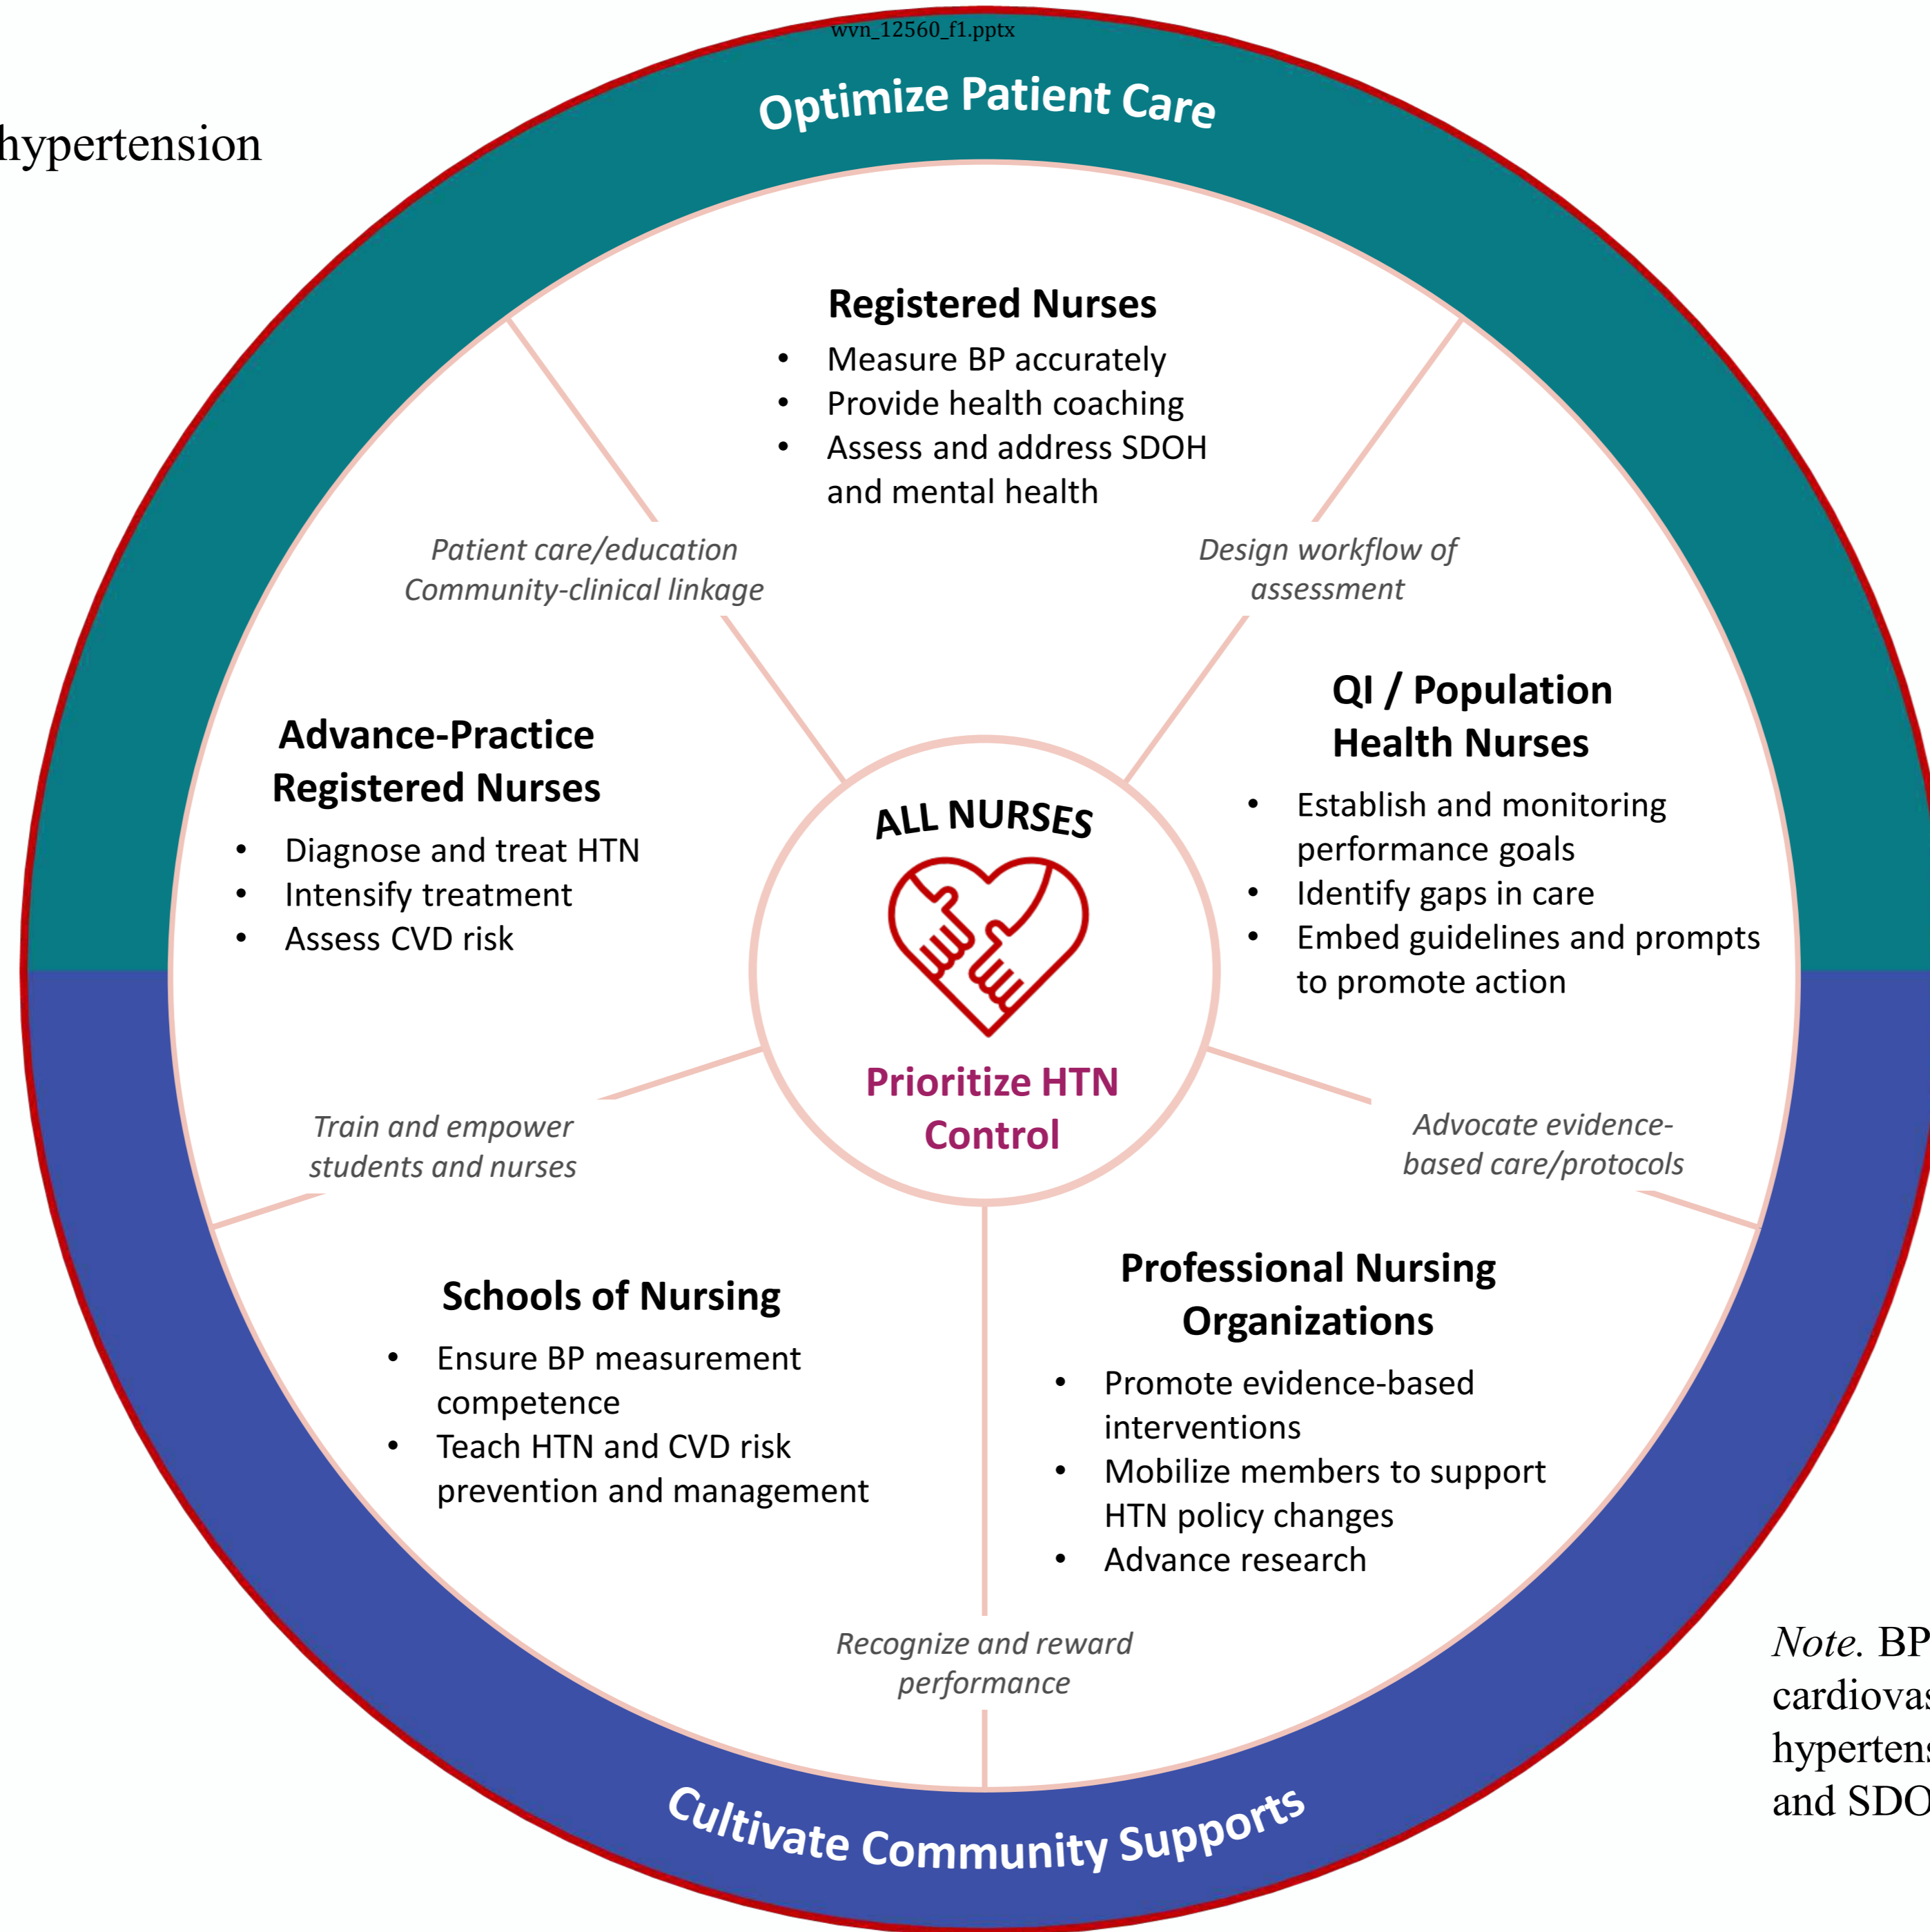 wvn_12560_f1.pptx
hypertension
Optimize Patient Care
Registered Nurses
• Measure BP accurately
• Provide health coaching
• Assess and address SDOH
and mental health
Patient care/education
Community-clinical linkage
Design workflow of
assessment
Advance-Practice
Registered Nurses
• Diagnose and treat HTN
• Intensify treatment
• Assess CVD risk
QI / Population
Health Nurses
• Establish and monitoring
performance goals
• Identify gaps in care
• Embed guidelines and prompts
to promote action
ALL NURSES
Prioritize HTN
Control
Train and empower
students and nurses
Advocate evidence-
based care/protocols
Schools of Nursing
• Ensure BP measurement
competence
• Teach HTN and CVD risk
prevention and management
Professional Nursing
Organizations
• Promote evidence-based
interventions
• Mobilize members to support
HTN policy changes
• Advance research
Recognize and reward
performance
Cultivate Community Supports
Note. BP
and